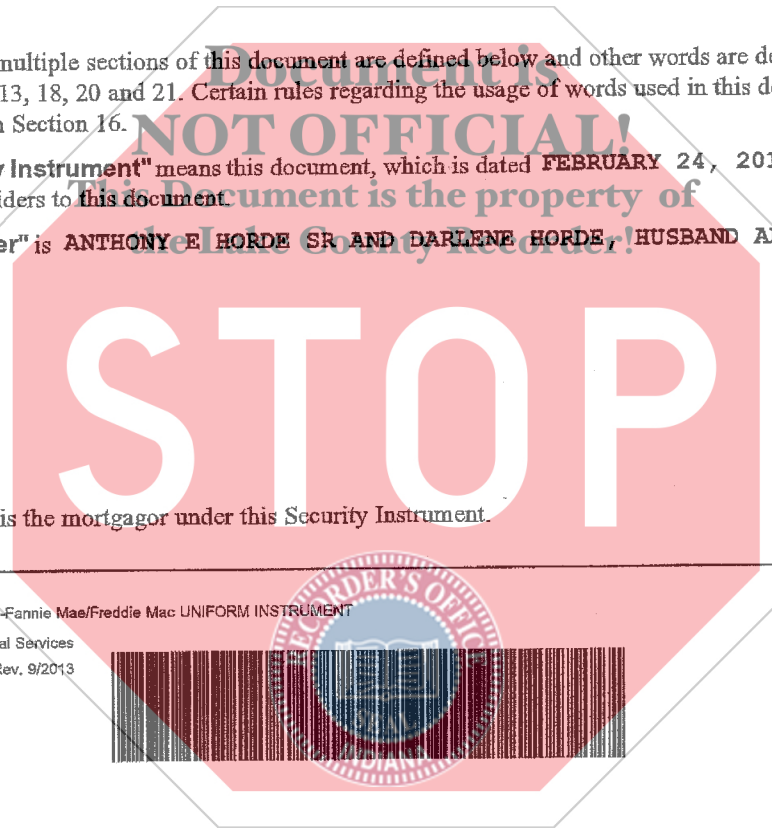 Document is
multiple sections of this document are defined below and other words are de
13, 18, 20 and 21. Certain rules regarding the usage of words used in this d
Section 16.
NOT OFFICIAL!
Instrument" means this document, which is dated FEBRUARY 24, 201
This Document is the property of
iders to this document.
er" is ANTHONY E HORDE SR AND DARLENE HORDE, HUSBAND A
the Lake County Recorder!
STOP
is the mortgagor under this Security Instrument.
-Fannie Mae/Freddie Mac UNIFORM INSTRUMENT
al Services
Rev. 9/2013
RECORDER'S OFFICE
SEAL
INDIANA